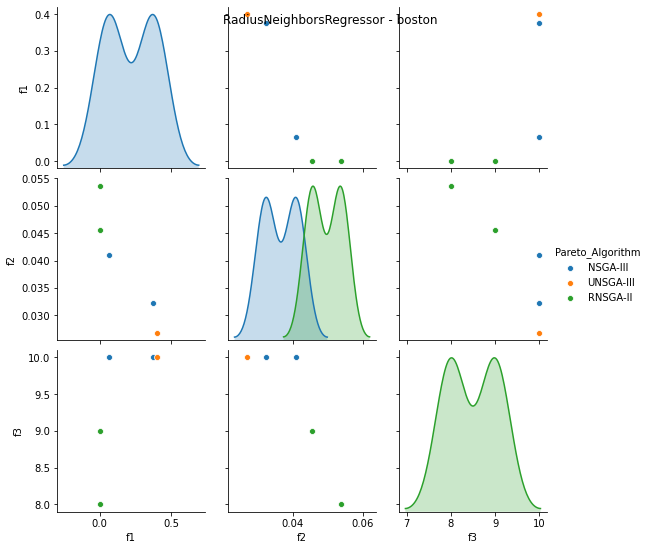 RadiusNeighborsRegressor - boston
0.4
0.3
0.2
0.1
0.0
f1
0.055
0.050
0.045
0.040
0.035
0.030
f2
Pareto_Algorithm
NSGA-III
UNSGA-III
RNSGA-II
10.0
9.5
9.0
8.5
8.0
f3
0.0 0.5 0.04 0.06 7 8 9 10
f1 f2 f3